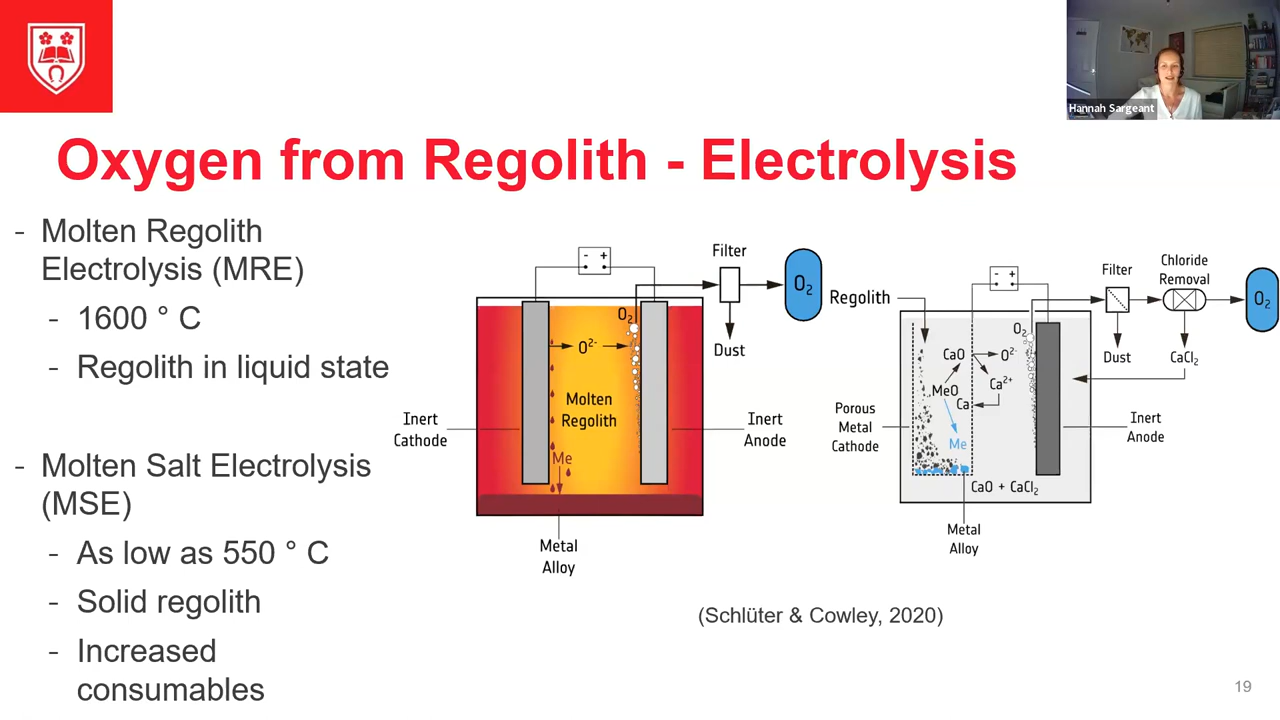 Hannah Sargeant
Oxygen from Regolith - Electrolysis
- Molten Regolith
Electrolysis (MRE)
- 1600 ° C
- Regolith in liquid state
- Molten Salt Electrolysis
(MSE)
- As low as 550 ° C
- Solid regolith
- Increased
consumables
- +
Filter
O₂
Dust
O₂
O²⁻
Molten
Regolith
Me
Inert
Cathode
Inert
Anode
Metal
Alloy
Regolith
- +
Filter
Chloride
Removal
O₂
Dust
CaCl₂
O₂
CaO
O²⁻
Ca²⁺
MeO
Ca
Me
Porous
Metal
Cathode
Inert
Anode
CaO + CaCl₂
Metal
Alloy
(Schlüter & Cowley, 2020)
19